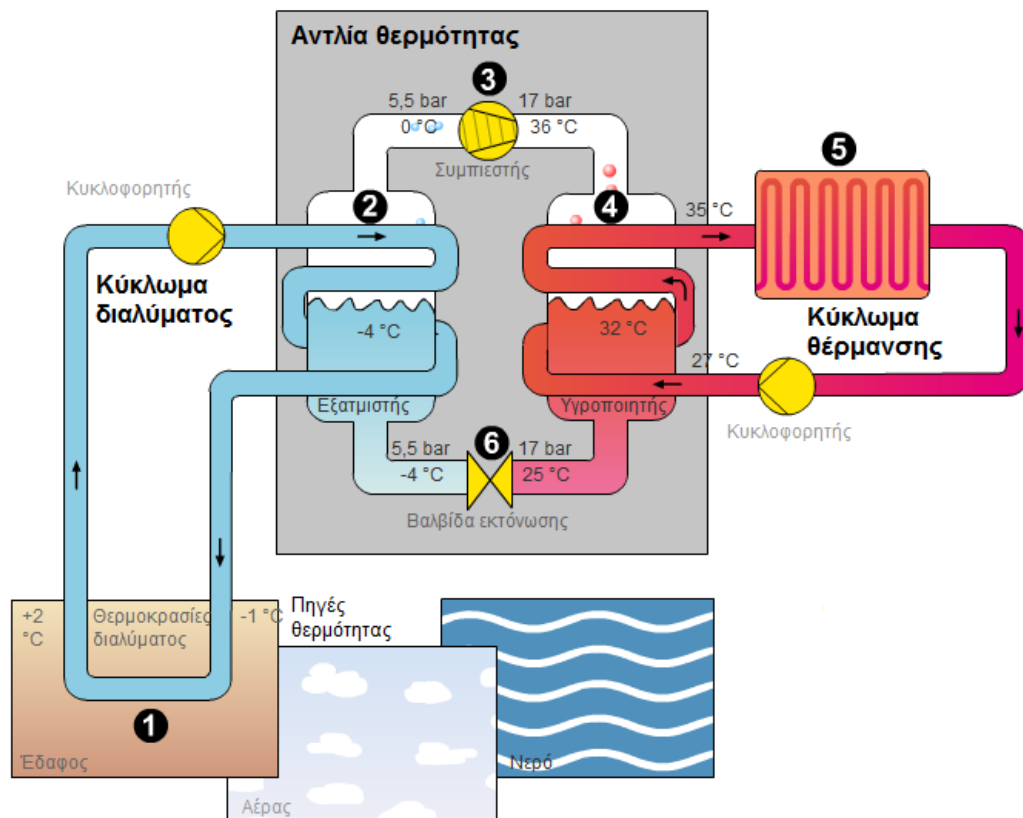 Αντλία θερμότητας
3
5,5 bar
17 bar
0 °C
36 °C
Συμπιεστής
5
Κυκλοφορητής
2
4
35 °C
Κύκλωμα
διαλύματος
-4 °C
32 °C
Κύκλωμα
θέρμανσης
27 °C
Εξατμιστής
Υγροποιητής
Κυκλοφορητής
6
5,5 bar
17 bar
-4 °C
25 °C
Βαλβίδα εκτόνωσης
+2
°C
Θερμοκρασίες
διαλύματος
-1 °C
Πηγές
θερμότητας
1
Έδαφος
Νερό
Αέρας